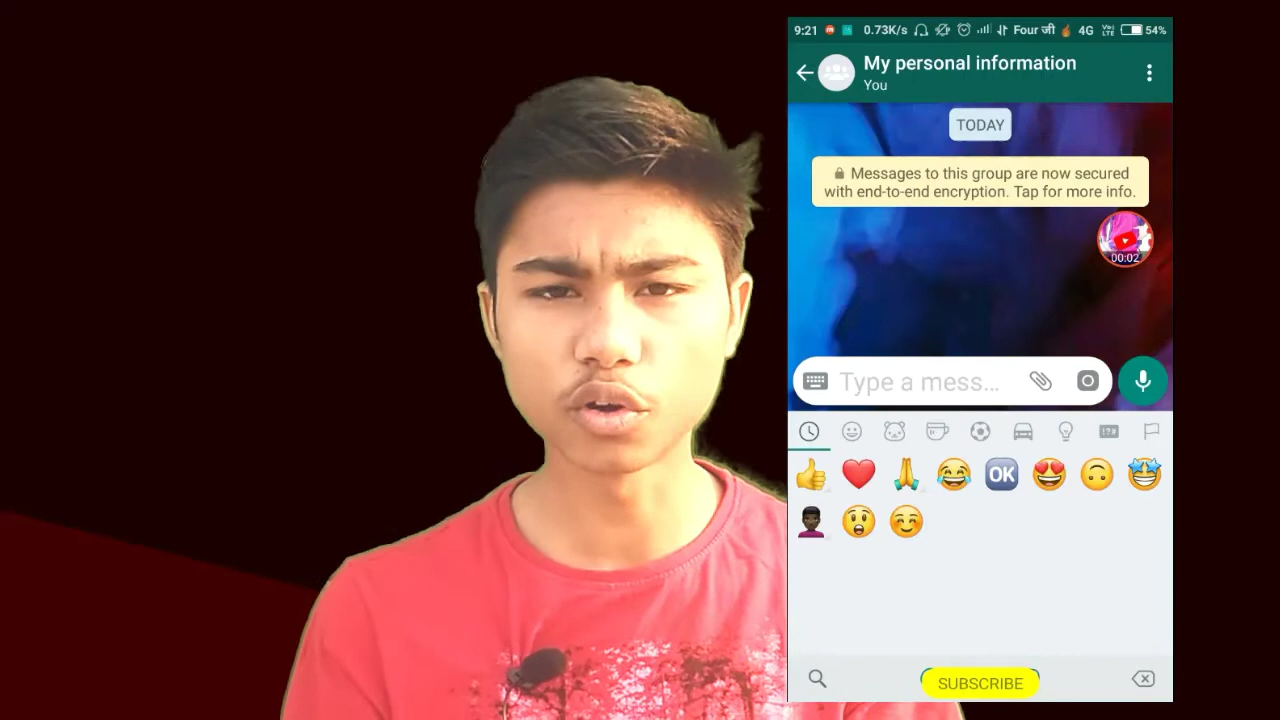 9:21 0.73K/s Four जी 4G VoLTE 54%
My personal information
You
TODAY
Messages to this group are now secured
with end-to-end encryption. Tap for more info.
00:02
Type a mess...
OK
SUBSCRIBE